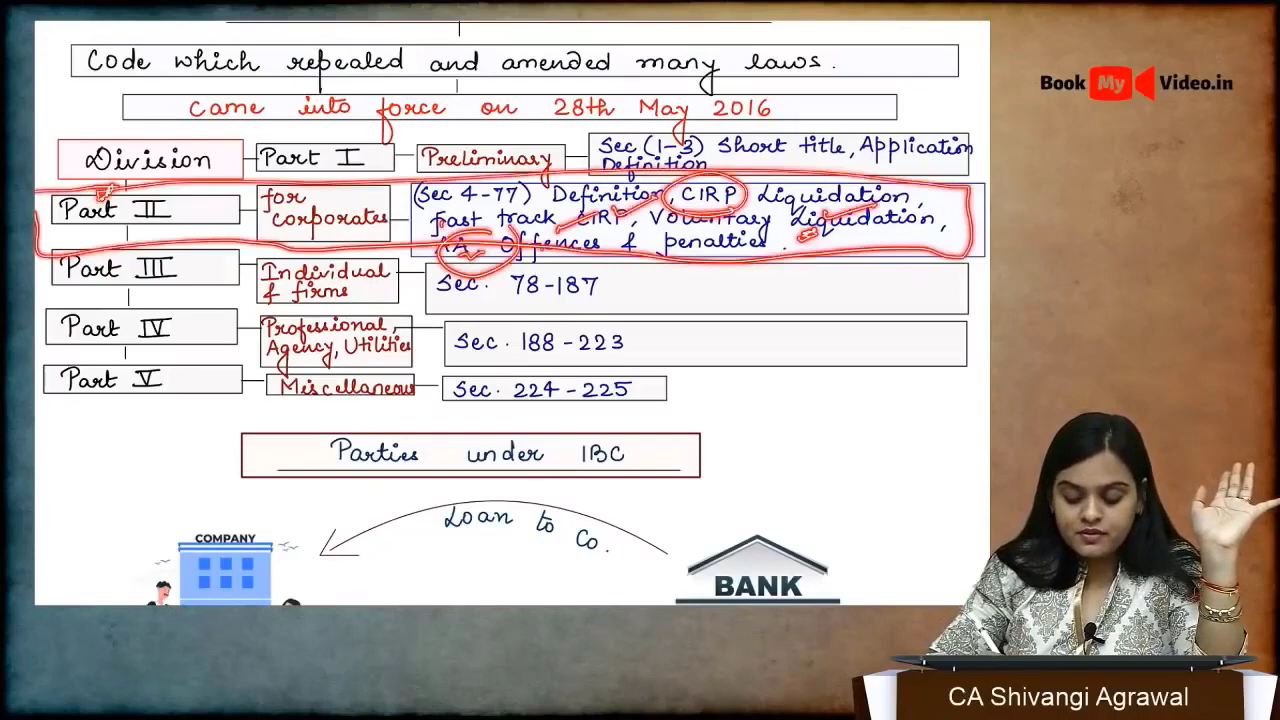 Code which repealed and amended many laws.
Came into force on 28th May 2016
Book My Video.in
Division
Part I
Preliminary
Sec (1-3) Short title, Application
Definition
Part II
for
corporates
(Sec 4-77) Definition, CIRP Liquidation,
Fast track CIRP, Voluntary Liquidation,
AA Offences & penalties.
Part III
Individual
& firms
Sec. 78-187
Part IV
Professional,
Agency, Utilities
Sec. 188-223
Part V
Miscellaneous
Sec. 224-225
Parties under IBC
Loan to Co.
COMPANY
BANK
CA Shivangi Agrawal